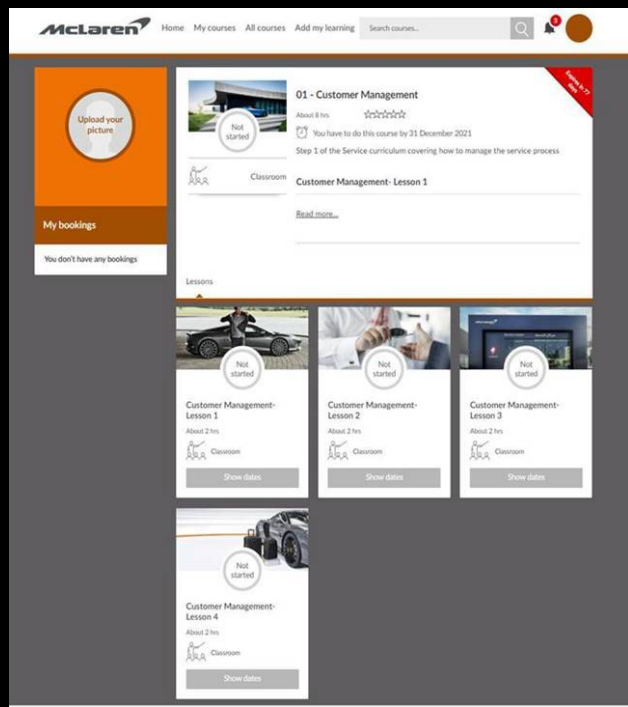 McLaren
Home My courses All courses Add my learning Search courses...
3
Upload your
picture
My bookings
You don't have any bookings
Not
started
Classroom
01 - Customer Management
About 8 hrs
You have to do this course by 31 December 2021
Step 1 of the Service curriculum covering how to manage the service process
Customer Management- Lesson 1
Read more...
Expires in 77
days
Lessons
Not
started
Customer Management-
Lesson 1
About 2 hrs
Classroom
Show dates
Not
started
Customer Management-
Lesson 2
About 2 hrs
Classroom
Show dates
Not
started
Customer Management-
Lesson 3
About 2 hrs
Classroom
Show dates
Not
started
Customer Management-
Lesson 4
About 2 hrs
Classroom
Show dates